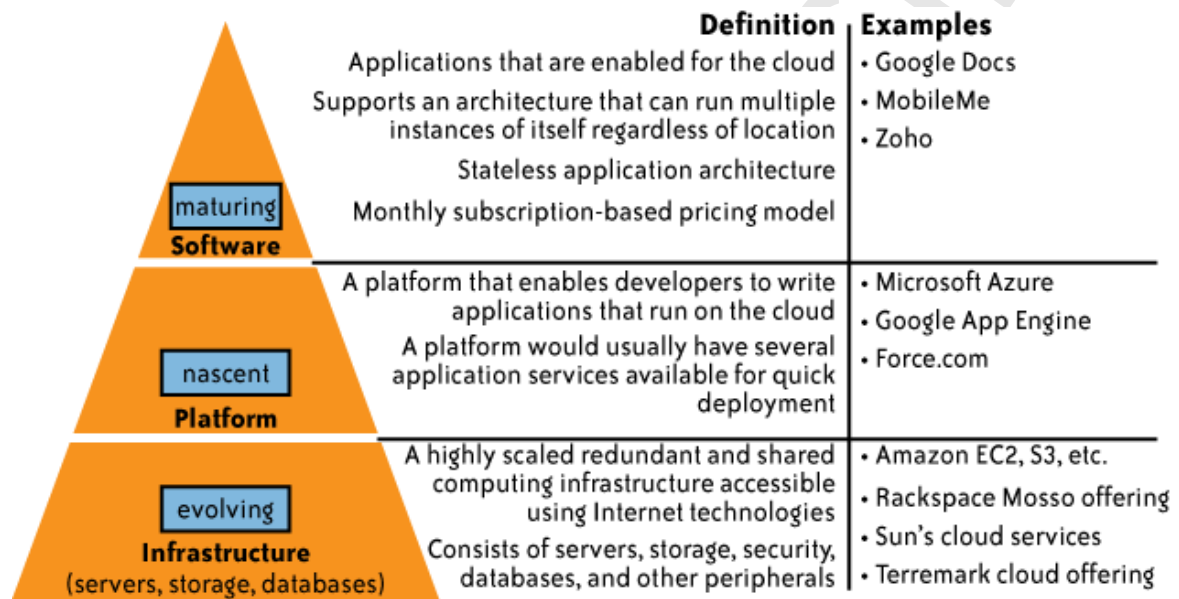 Definition
Examples
Applications that are enabled for the cloud
Supports an architecture that can run multiple
instances of itself regardless of location
Stateless application architecture
Monthly subscription-based pricing model
• Google Docs
• MobileMe
• Zoho
maturing
Software
A platform that enables developers to write
applications that run on the cloud
A platform would usually have several
application services available for quick
deployment
• Microsoft Azure
• Google App Engine
• Force.com
nascent
Platform
A highly scaled redundant and shared
computing infrastructure accessible
using Internet technologies
Consists of servers, storage, security,
databases, and other peripherals
• Amazon EC2, S3, etc.
• Rackspace Mosso offering
• Sun's cloud services
• Terremark cloud offering
evolving
Infrastructure
(servers, storage, databases)